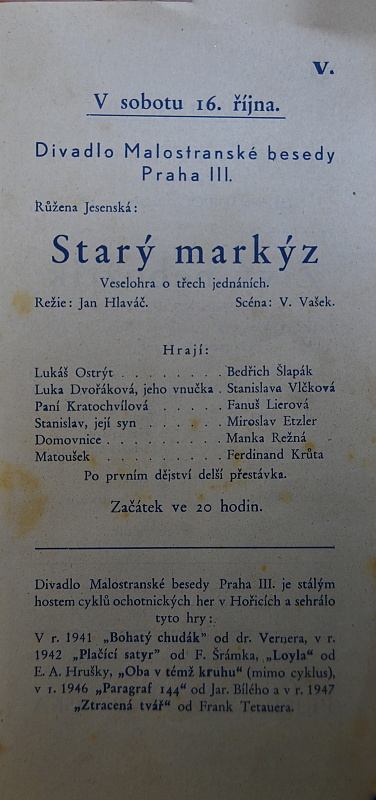 V.
V sobotu 16. října.
Divadlo Malostranské besedy
Praha III.
Růžena Jesenská:
Starý markýz
Veselohra o třech jednáních.
Režie: Jan Hlaváč. Scéna: V. Vašek.
Hrají:
Lukáš Ostrýt . . . . . . . . Bedřich Šlapák
Luka Dvořáková, jeho vnučka . Stanislava Vlčková
Paní Kratochvílová . . . . . Fanuš Lierová
Stanislav, její syn . . . . . Miroslav Etzler
Domovnice . . . . . . . . . Manka Režná
Matoušek . . . . . . . . . Ferdinand Krůta
Po prvním dějství delší přestávka.
Začátek ve 20 hodin.
Divadlo Malostranské besedy Praha III. je stálým
hostem cyklů ochotnických her v Hořicích a sehrálo
tyto hry:
V r. 1941 „Bohatý chudák" od dr. Vernera, v r.
1942 „Plačící satyr" od F. Šrámka, „Loyla" od
E. A. Hrušky, „Oba v témž kruhu" (mimo cyklus),
v r. 1946 „Paragraf 144" od Jar. Bílého a v r. 1947
„Ztracená tvář" od Frank Tetauera.